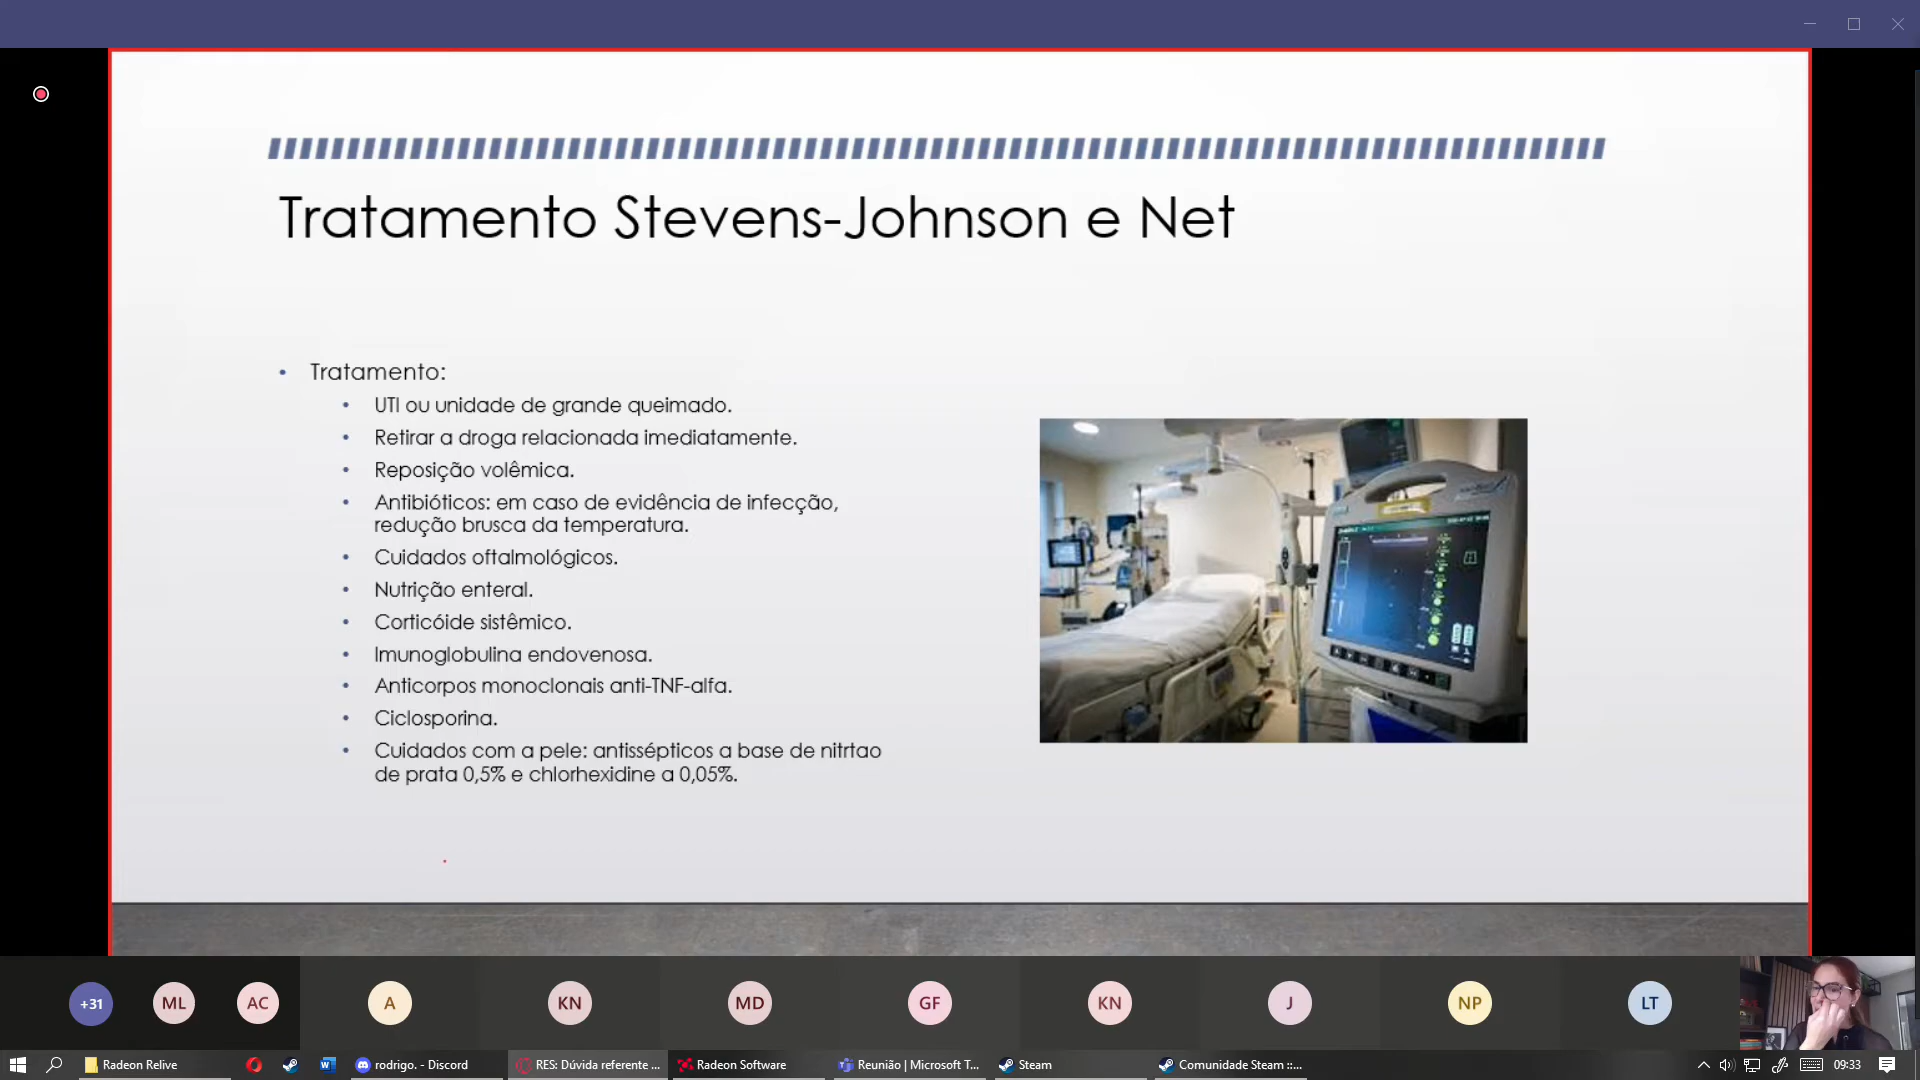 Tratamento Stevens-Johnson e Net
• Tratamento:
• UTI ou unidade de grande queimado.
• Retirar a droga relacionada imediatamente.
• Reposição volêmica.
• Antibióticos: em caso de evidência de infecção,
redução brusca da temperatura.
• Cuidados oftalmológicos.
• Nutrição enteral.
• Corticóide sistêmico.
• Imunoglobulina endovenosa.
• Anticorpos monoclonais anti-TNF-alfa.
• Ciclosporina.
• Cuidados com a pele: antissépticos a base de nitrtao
de prata 0,5% e chlorhexidine a 0,05%.
+31 ML AC A KN MD GF KN J NP LT
Radeon Relive rodrigo. - Discord RES: Dúvida referente ... Radeon Software Reunião | Microsoft T... Steam Comunidade Steam ::... 09:33